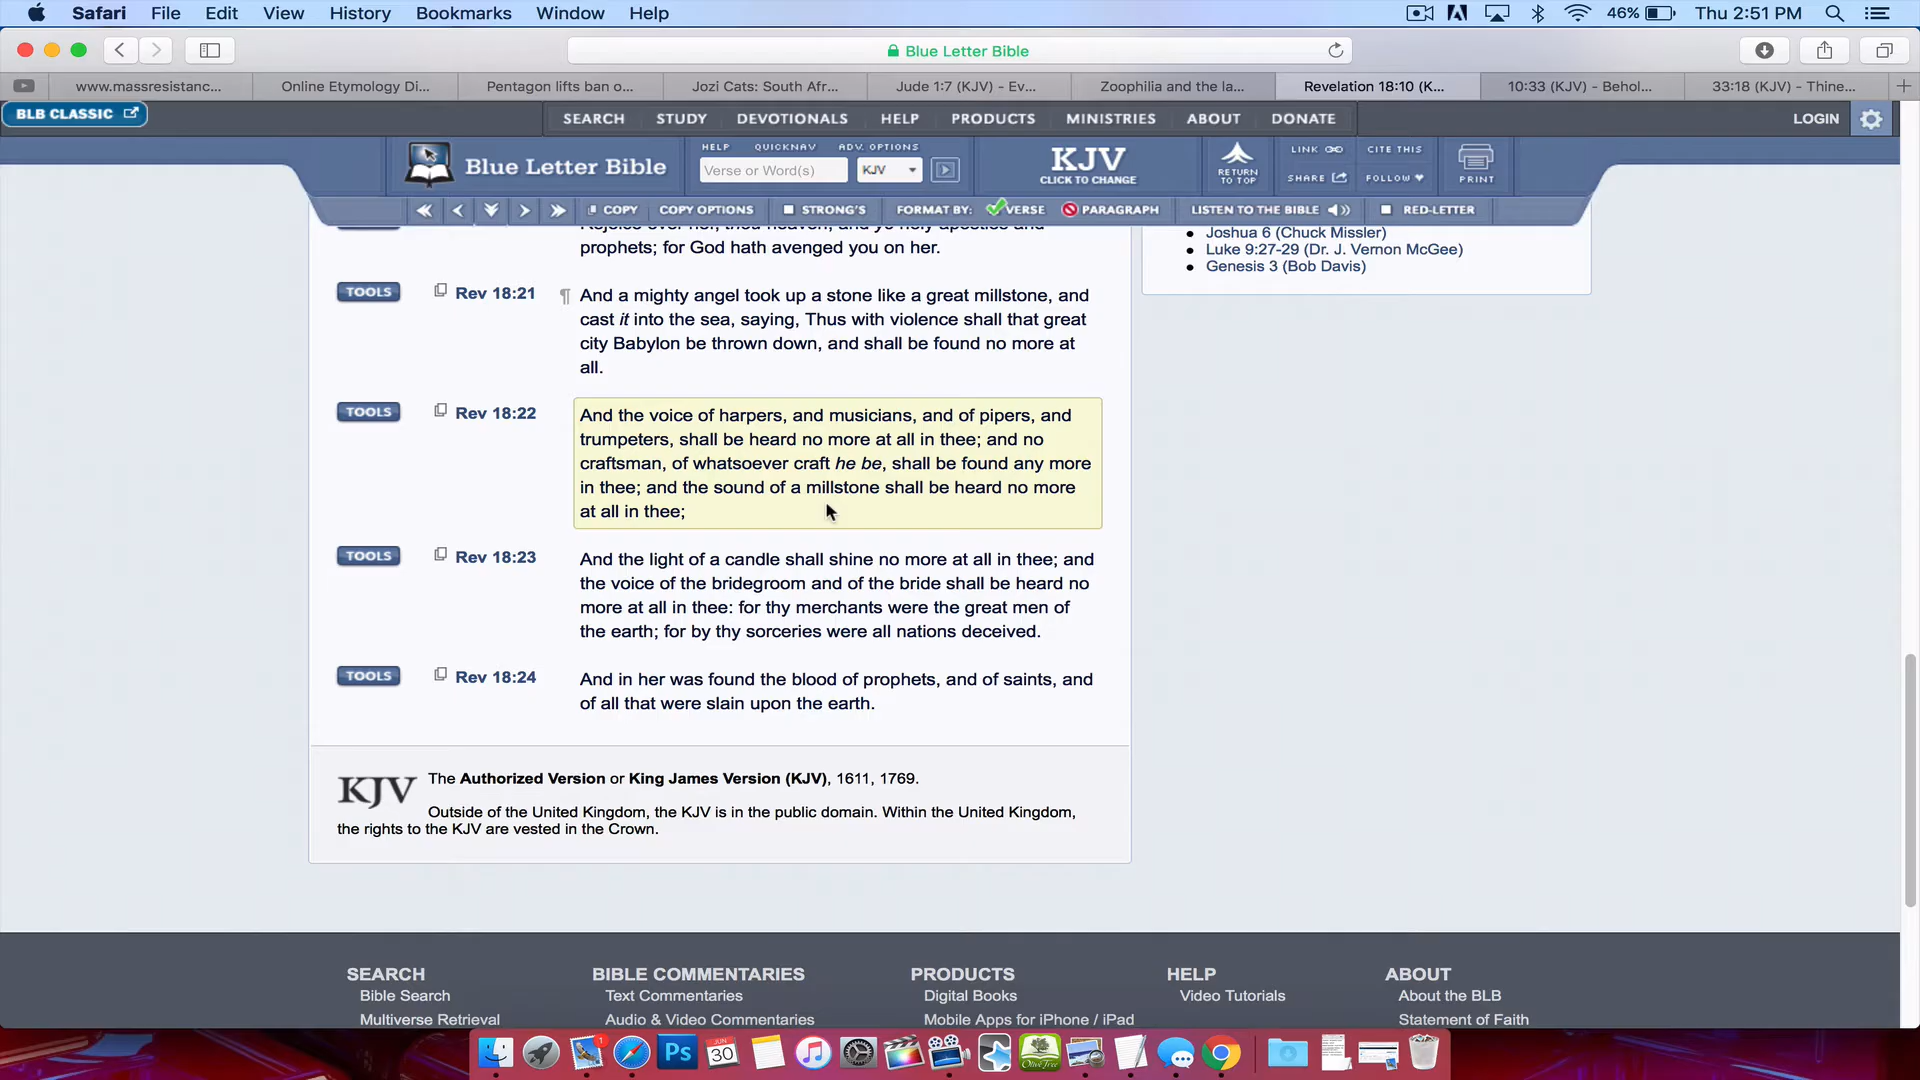 Safari File Edit View History Bookmarks Window Help 46% Thu 2:51 PM
Blue Letter Bible
www.massresistanc... Online Etymology Di... Pentagon lifts ban o... Jozi Cats: South Afr... Jude 1:7 (KJV) - Ev... Zoophilia and the la... Revelation 18:10 (K... 10:33 (KJV) - Behol... 33:18 (KJV) - Thine...
BLB CLASSIC SEARCH STUDY DEVOTIONALS HELP PRODUCTS MINISTRIES ABOUT DONATE LOGIN
HELP QUICKNAV ADV. OPTIONS
Blue Letter Bible Verse or Word(s) KJV
KJV
CLICK TO CHANGE
RETURN
TO TOP
LINK CITE THIS
SHARE FOLLOW
PRINT
COPY COPY OPTIONS STRONG'S FORMAT BY: VERSE PARAGRAPH LISTEN TO THE BIBLE RED-LETTER
Rejoice over her, thou heaven, and ye holy apostles and
prophets; for God hath avenged you on her.
Joshua 6 (Chuck Missler)
Luke 9:27-29 (Dr. J. Vernon McGee)
Genesis 3 (Bob Davis)
TOOLS Rev 18:21 ¶ And a mighty angel took up a stone like a great millstone, and
cast it into the sea, saying, Thus with violence shall that great
city Babylon be thrown down, and shall be found no more at
all.
TOOLS Rev 18:22 And the voice of harpers, and musicians, and of pipers, and
trumpeters, shall be heard no more at all in thee; and no
craftsman, of whatsoever craft he be, shall be found any more
in thee; and the sound of a millstone shall be heard no more
at all in thee;
TOOLS Rev 18:23 And the light of a candle shall shine no more at all in thee; and
the voice of the bridegroom and of the bride shall be heard no
more at all in thee: for thy merchants were the great men of
the earth; for by thy sorceries were all nations deceived.
TOOLS Rev 18:24 And in her was found the blood of prophets, and of saints, and
of all that were slain upon the earth.
KJV The Authorized Version or King James Version (KJV), 1611, 1769.
Outside of the United Kingdom, the KJV is in the public domain. Within the United Kingdom,
the rights to the KJV are vested in the Crown.
SEARCH BIBLE COMMENTARIES PRODUCTS HELP ABOUT
Bible Search Text Commentaries Digital Books Video Tutorials About the BLB
Multiverse Retrieval Audio & Video Commentaries Mobile Apps for iPhone / iPad Statement of Faith
1 Ps JUN 30 Olive Tree